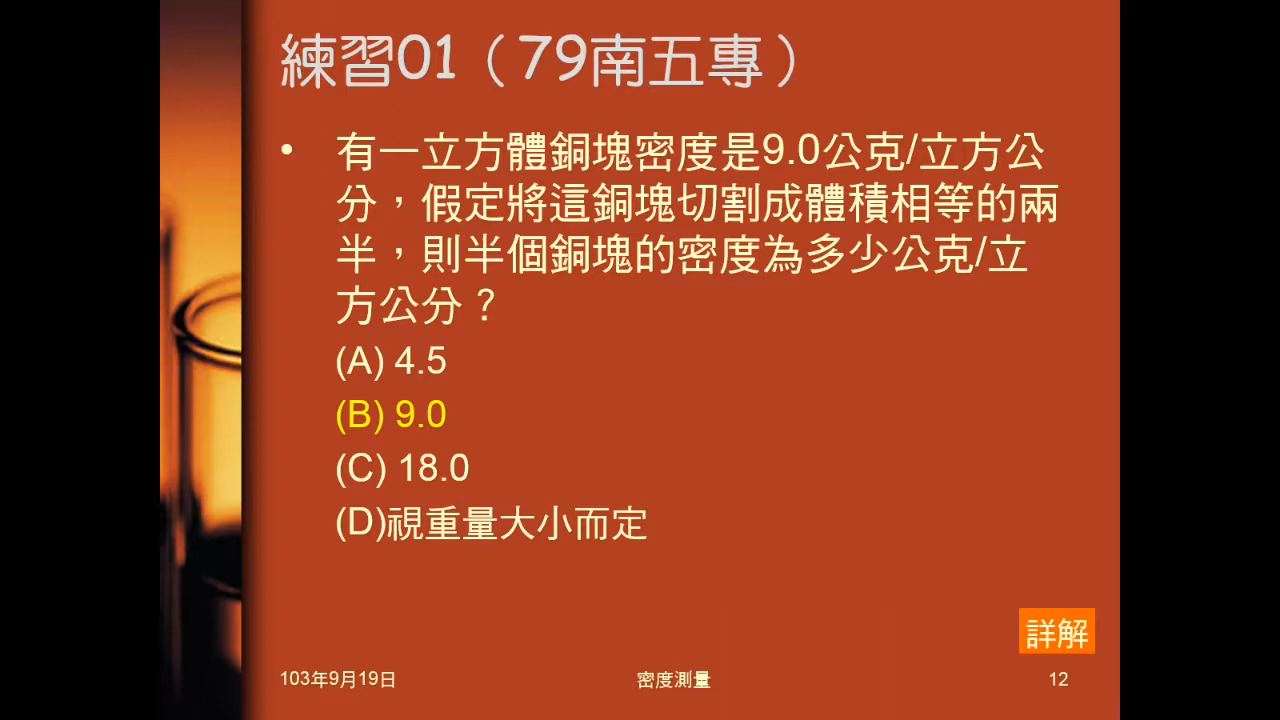 練習01（79南五專）
• 有一立方體銅塊密度是9.0公克/立方公
分，假定將這銅塊切割成體積相等的兩
半，則半個銅塊的密度為多少公克/立
方公分？
(A) 4.5
(B) 9.0
(C) 18.0
(D)視重量大小而定
詳解
103年9月19日
密度測量
12